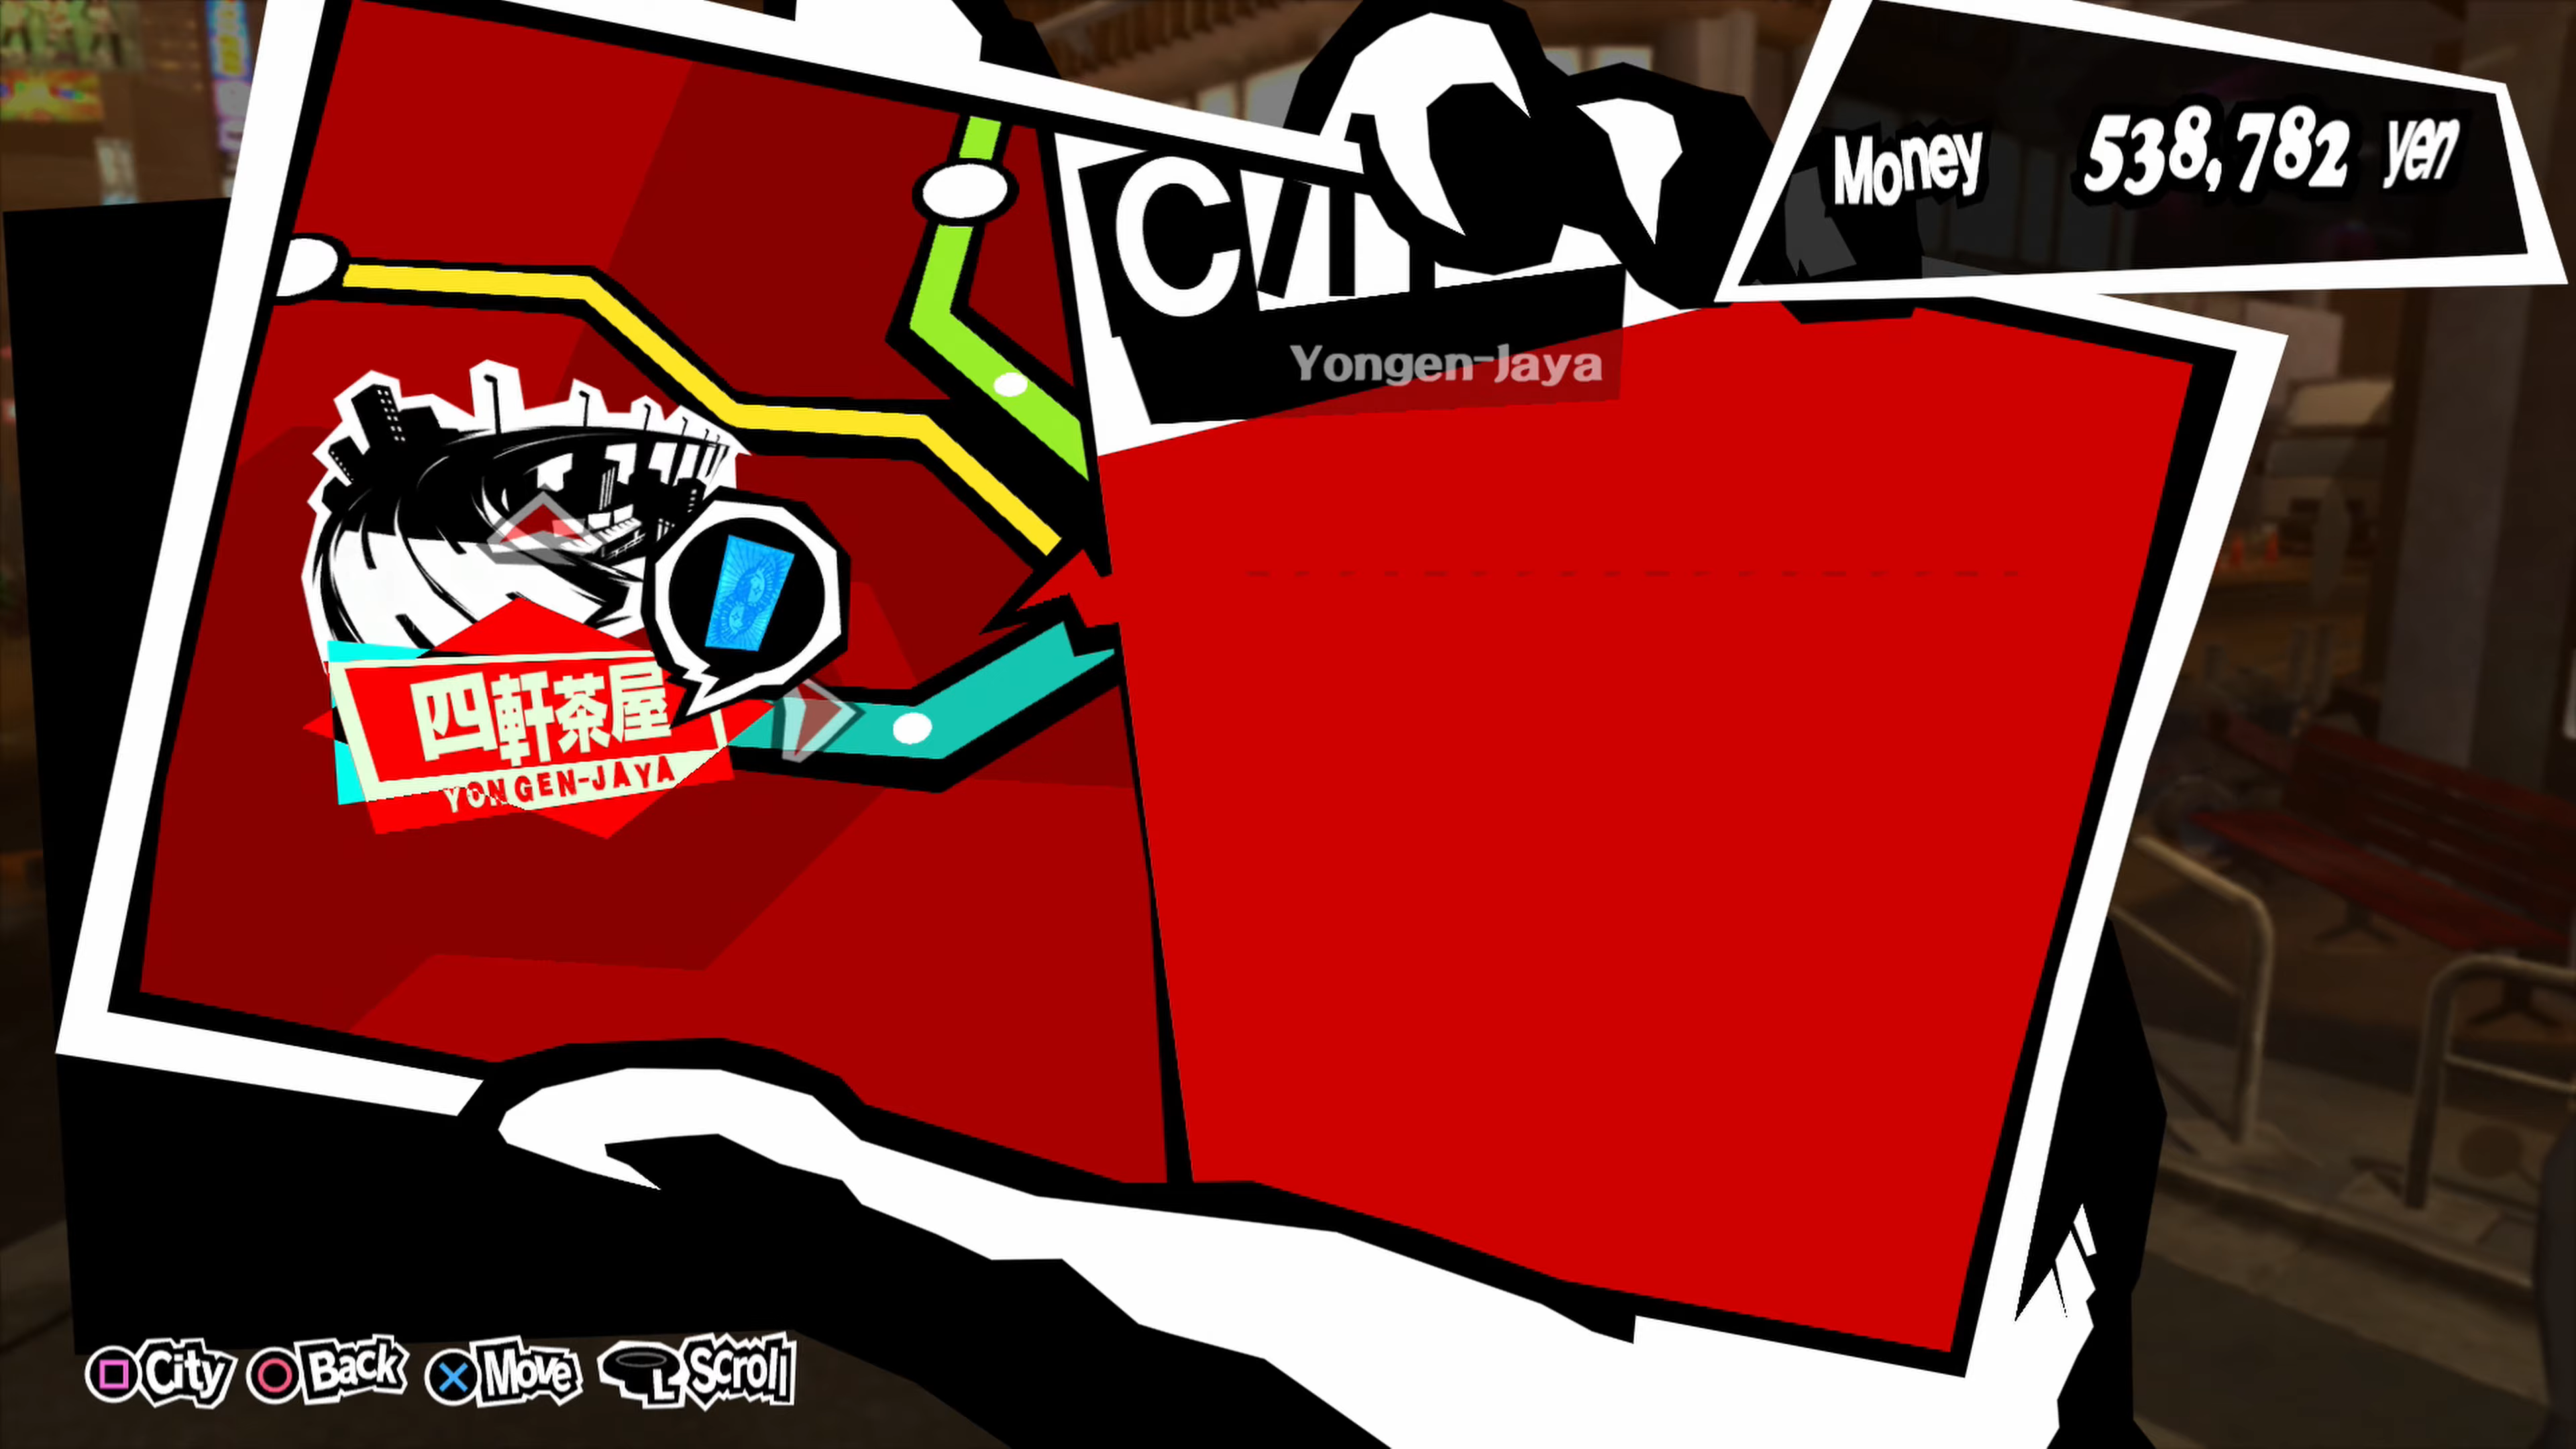 Money 538,782 yen
Yongen-Jaya
四軒茶屋
YONGEN-JAYA
City Back Move L Scroll